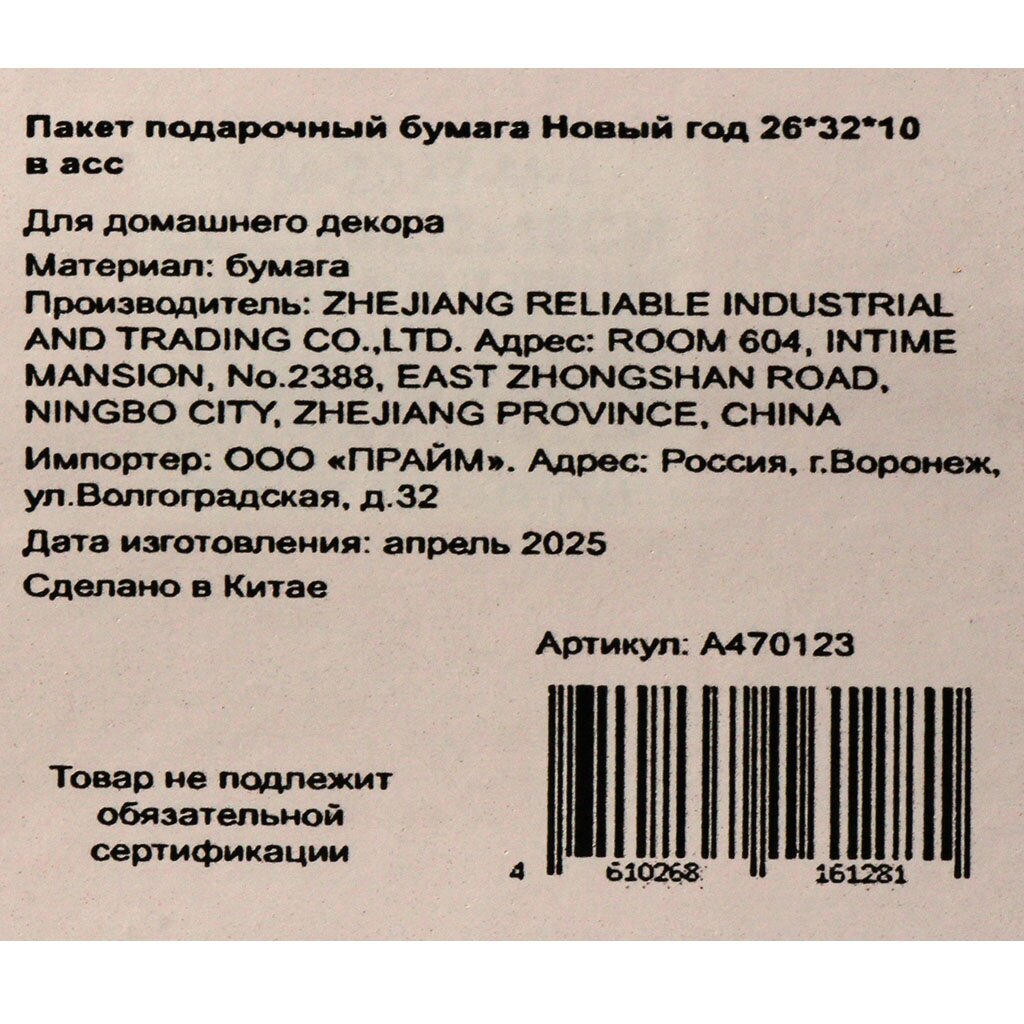 Пакет подарочный бумага Новый год 26*32*10
в асс
Для домашнего декора
Материал: бумага
Производитель: ZHEJIANG RELIABLE INDUSTRIAL
AND TRADING CO.,LTD. Адрес: ROOM 604, INTIME
MANSION, No.2388, EAST ZHONGSHAN ROAD,
NINGBO CITY, ZHEJIANG PROVINCE, CHINA
Импортер: ООО «ПРАЙМ». Адрес: Россия, г.Воронеж,
ул.Волгоградская, д.32
Дата изготовления: апрель 2025
Сделано в Китае
Артикул: A470123
Товар не подлежит
обязательной
сертификации
4 610268 161281